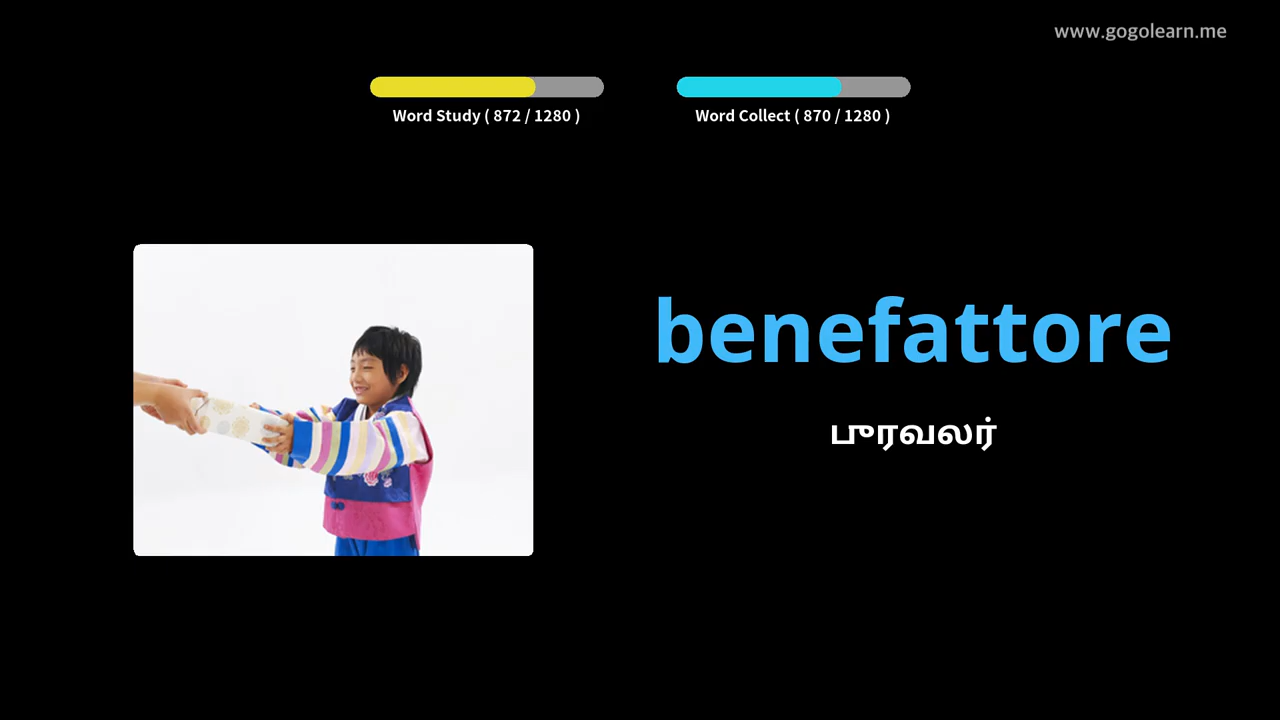 www.gogolearn.me
Word Study ( 872 / 1280 )
Word Collect ( 870 / 1280 )
benefattore
புரவலர்